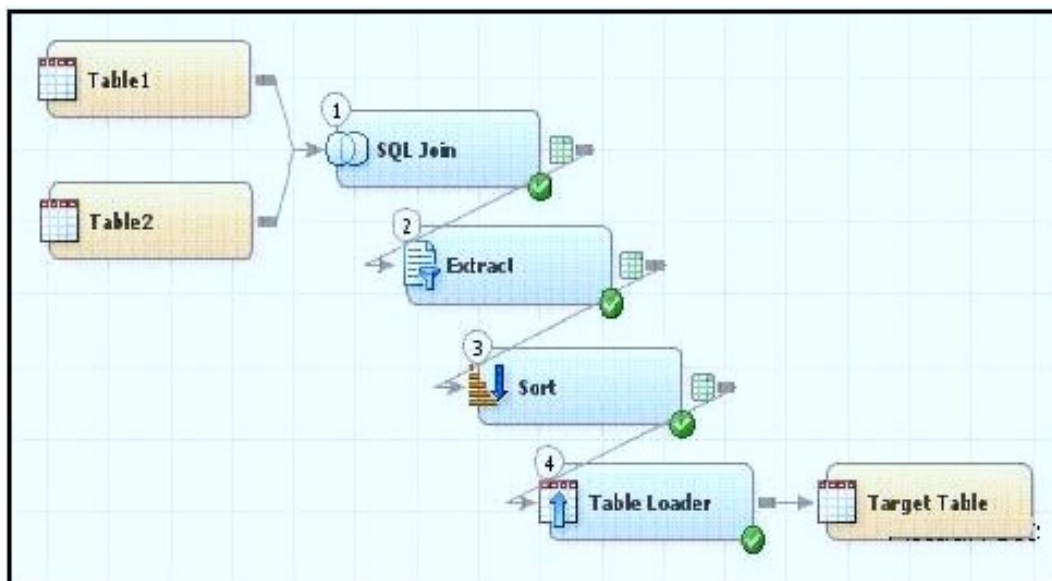 Table1
1
SQL Join
Table2
2
Extract
3
Sort
4
Table Loader
Target Table